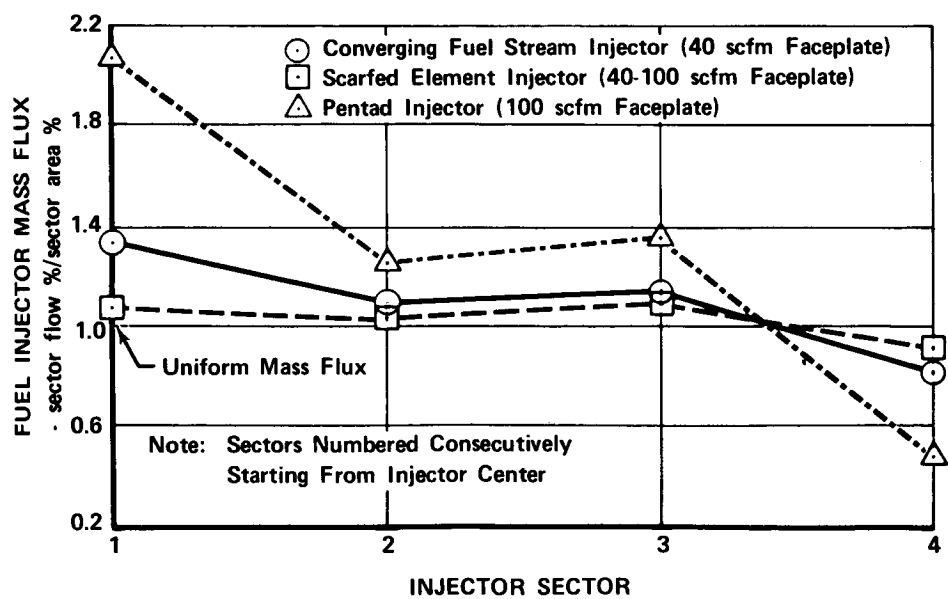 2.2
Converging Fuel Stream Injector (40 scfm Faceplate)
Scarfed Element Injector (40-100 scfm Faceplate)
Pentad Injector (100 scfm Faceplate)
1.8
1.4
1.0
0.6
0.2
FUEL INJECTOR MASS FLUX
- sector flow %/sector area %
Uniform Mass Flux
Note: Sectors Numbered Consecutively
Starting From Injector Center
1 2 3 4
INJECTOR SECTOR